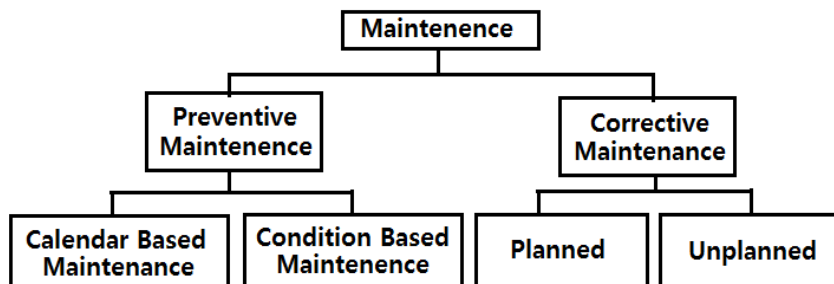 Maintenence
Preventive
Maintenence
Corrective
Maintenance
Calendar Based
Maintenance
Condition Based
Maintenence
Planned
Unplanned